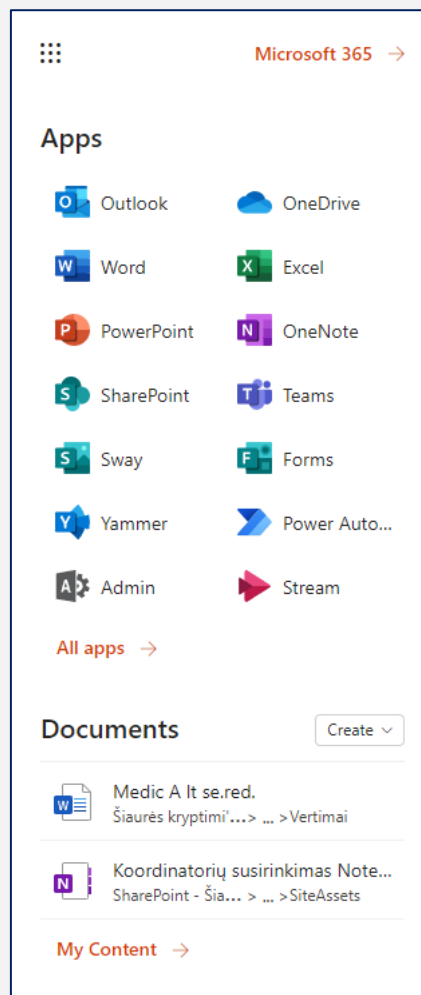 Microsoft 365 →
Apps
Outlook OneDrive
Word Excel
PowerPoint OneNote
SharePoint Teams
Sway Forms
Yammer Power Auto...
Admin Stream
All apps →
Documents Create
Medic A lt se.red.
Šiaurės kryptimi'...> ... >Vertimai
Koordinatorių susirinkimas Note...
SharePoint - Šia... > ... >SiteAssets
My Content →